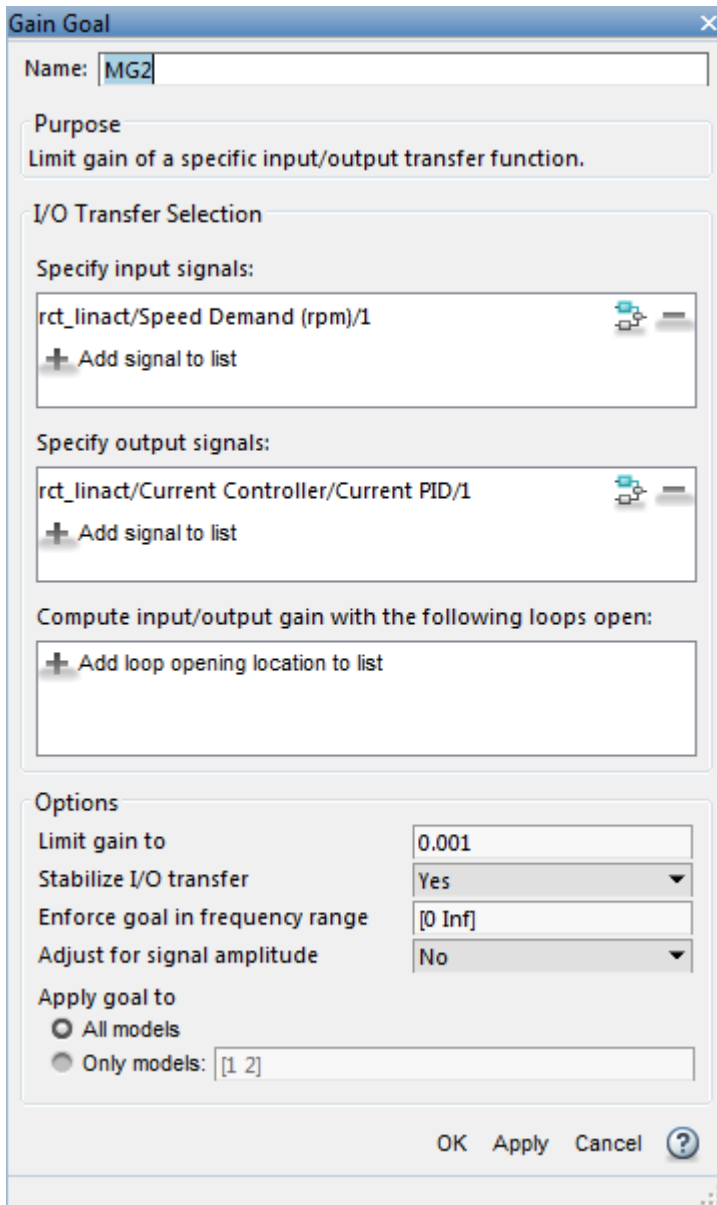 Gain Goal
Name: MG2
Purpose
Limit gain of a specific input/output transfer function.
I/O Transfer Selection
Specify input signals:
rct_linact/Speed Demand (rpm)/1
Add signal to list
Specify output signals:
rct_linact/Current Controller/Current PID/1
Add signal to list
Compute input/output gain with the following loops open:
Add loop opening location to list
Options
Limit gain to 0.001
Stabilize I/O transfer Yes
Enforce goal in frequency range [0 Inf]
Adjust for signal amplitude No
Apply goal to
All models
Only models: [1 2]
OK Apply Cancel ?